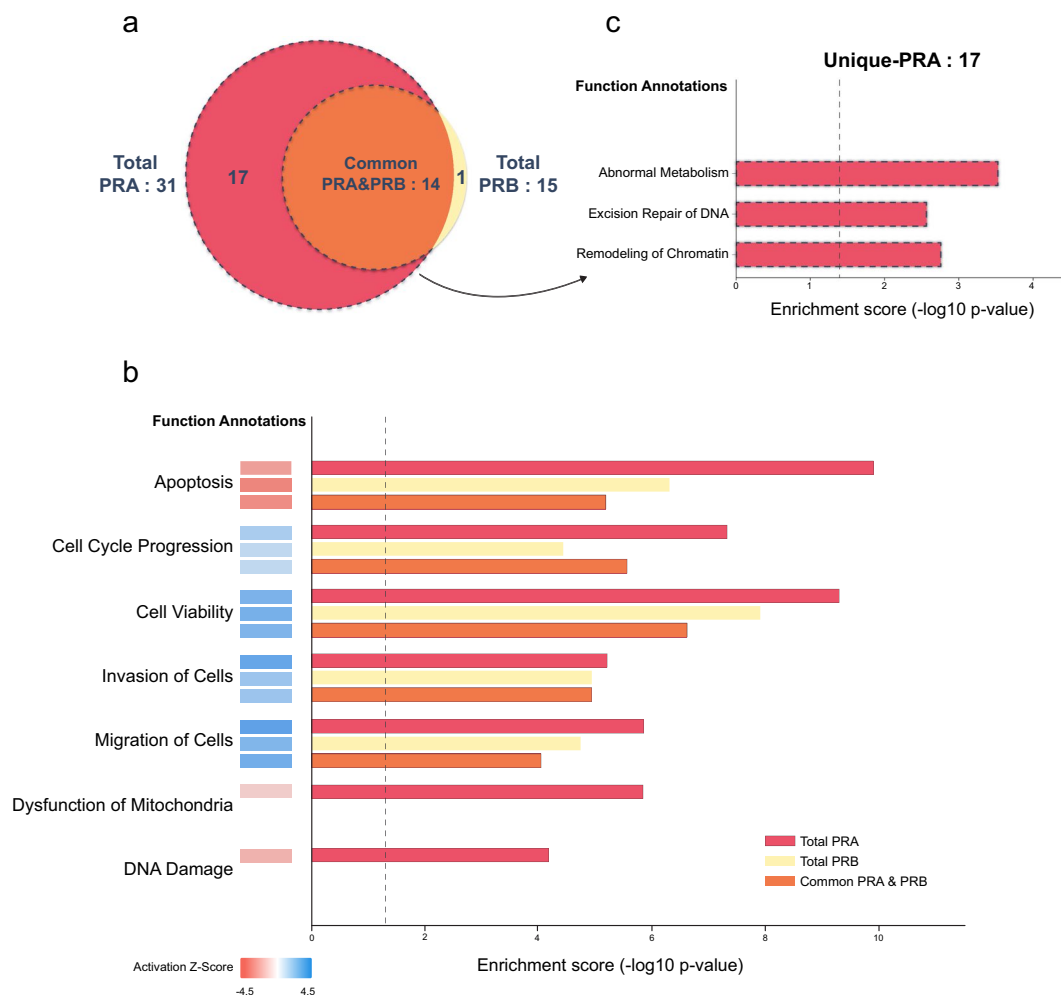 a
Total
PRA : 31
17
Common
PRA&PRB : 14
1
Total
PRB : 15
c
Unique-PRA : 17
Function Annotations
Abnormal Metabolism
Excision Repair of DNA
Remodeling of Chromatin
0 1 2 3 4
Enrichment score (-log10 p-value)
b
Function Annotations
Apoptosis
Cell Cycle Progression
Cell Viability
Invasion of Cells
Migration of Cells
Dysfunction of Mitochondria
DNA Damage
Total PRA
Total PRB
Common PRA & PRB
0 2 4 6 8 10
Enrichment score (-log10 p-value)
Activation Z-Score
-4.5 4.5